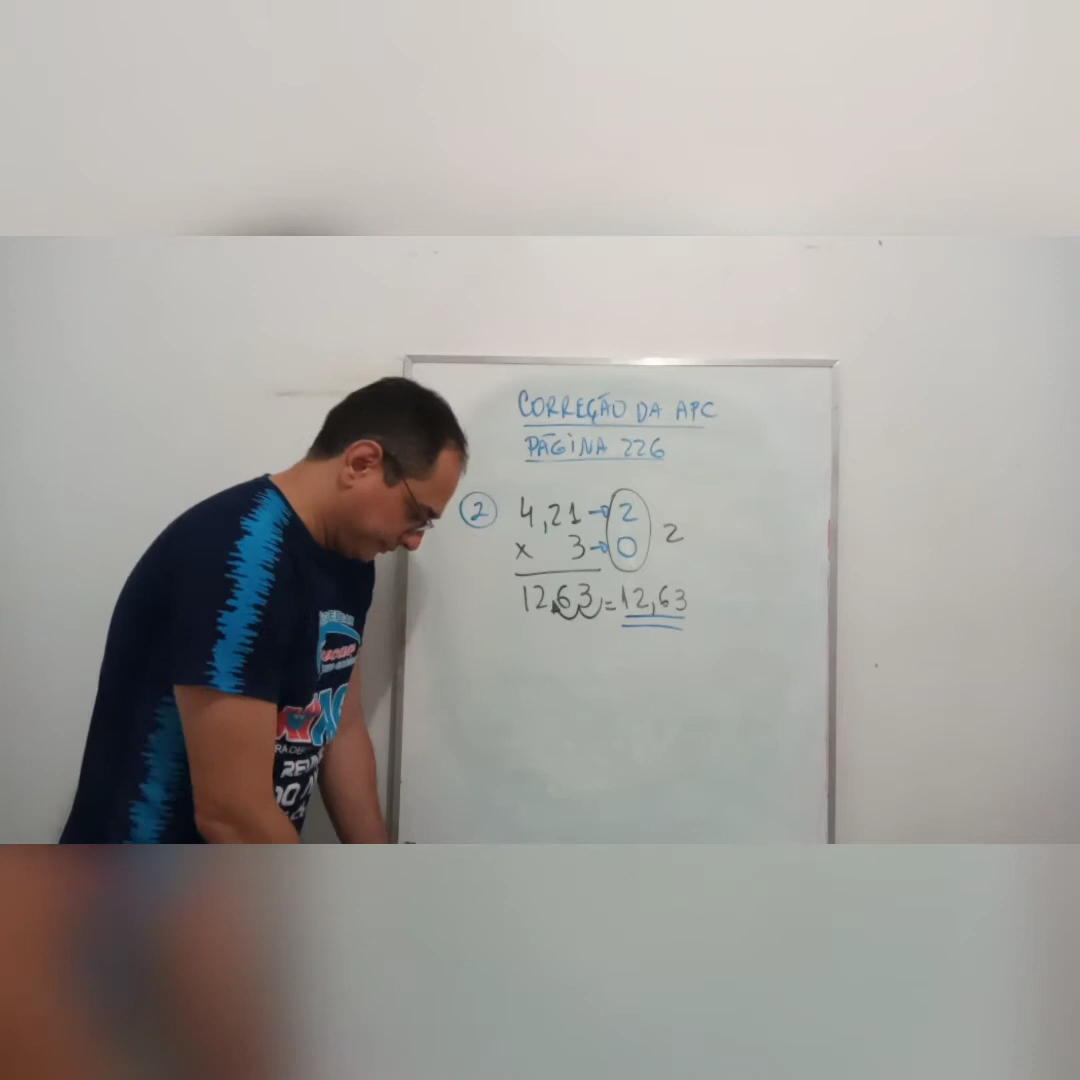 CORREÇÃO DA APC
PÁGINA 226
2 4,21 → 2
x 3 → 0 2
1263 = 12,63